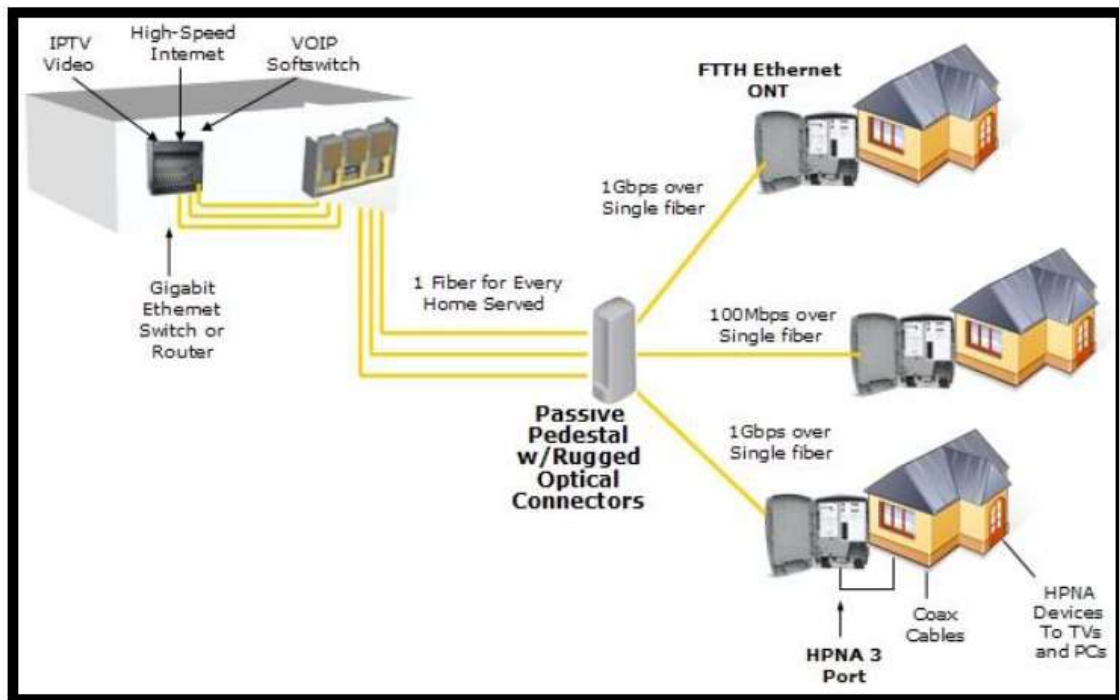 IPTV
Video
High-Speed
Internet
VOIP
Softswitch
Gigabit
Ethernet
Switch or
Router
1 Fiber for Every
Home Served
Passive
Pedestal
w/Rugged
Optical
Connectors
FTTH Ethernet
ONT
1Gbps over
Single fiber
100Mbps over
Single fiber
1Gbps over
Single fiber
HPNA 3
Port
Coax
Cables
HPNA
Devices
To TVs
and PCs